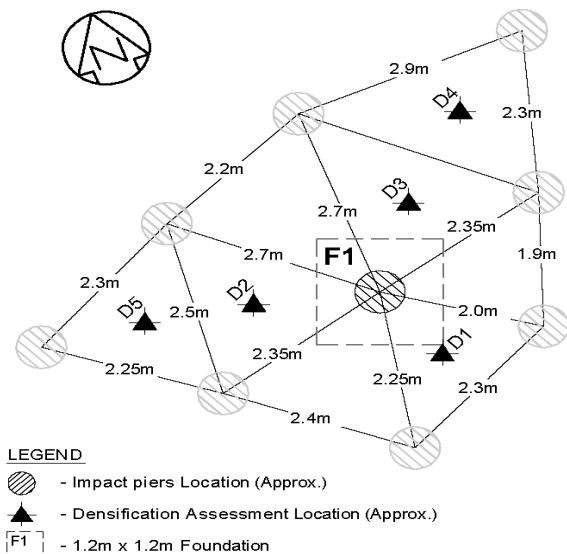 N
2.9m
D4
2.3m
2.2m
D3
2.7m
2.35m
1.9m
F1
2.7m
2.3m
D2
D5
2.5m
2.0m
D1
2.35m
2.25m
2.25m
2.3m
2.4m
LEGEND
- Impact piers Location (Approx.)
- Densification Assessment Location (Approx.)
F1 - 1.2m x 1.2m Foundation